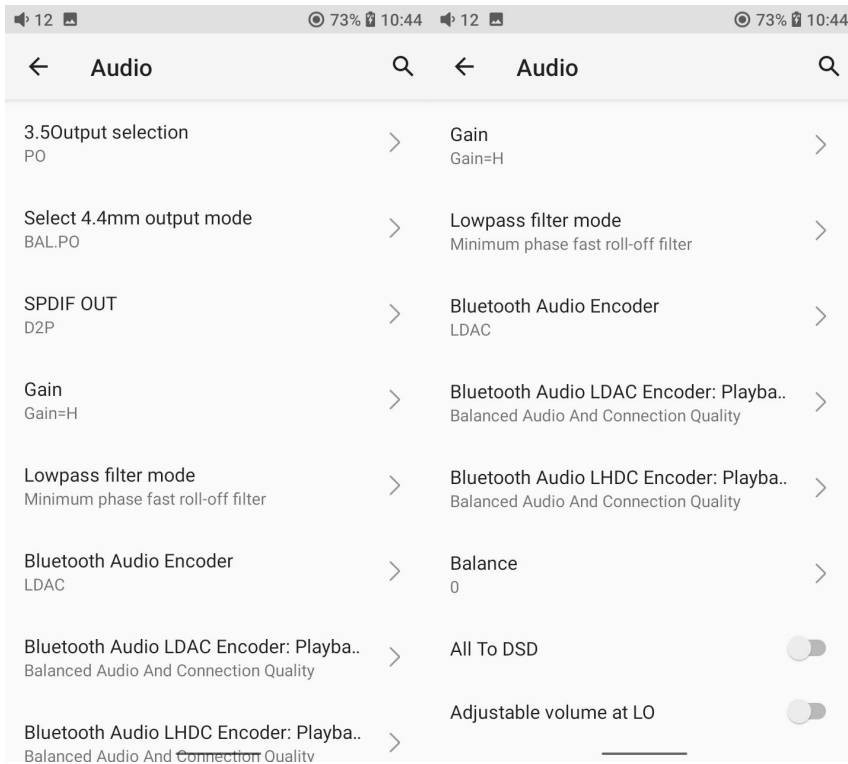 12 73% 10:44
Audio
3.5Output selection
PO
Select 4.4mm output mode
BAL.PO
SPDIF OUT
D2P
Gain
Gain=H
Lowpass filter mode
Minimum phase fast roll-off filter
Bluetooth Audio Encoder
LDAC
Bluetooth Audio LDAC Encoder: Playba..
Balanced Audio And Connection Quality
Bluetooth Audio LHDC Encoder: Playba..
Balanced Audio And Connection Quality
12 73% 10:44
Audio
Gain
Gain=H
Lowpass filter mode
Minimum phase fast roll-off filter
Bluetooth Audio Encoder
LDAC
Bluetooth Audio LDAC Encoder: Playba..
Balanced Audio And Connection Quality
Bluetooth Audio LHDC Encoder: Playba..
Balanced Audio And Connection Quality
Balance
0
All To DSD
Adjustable volume at LO